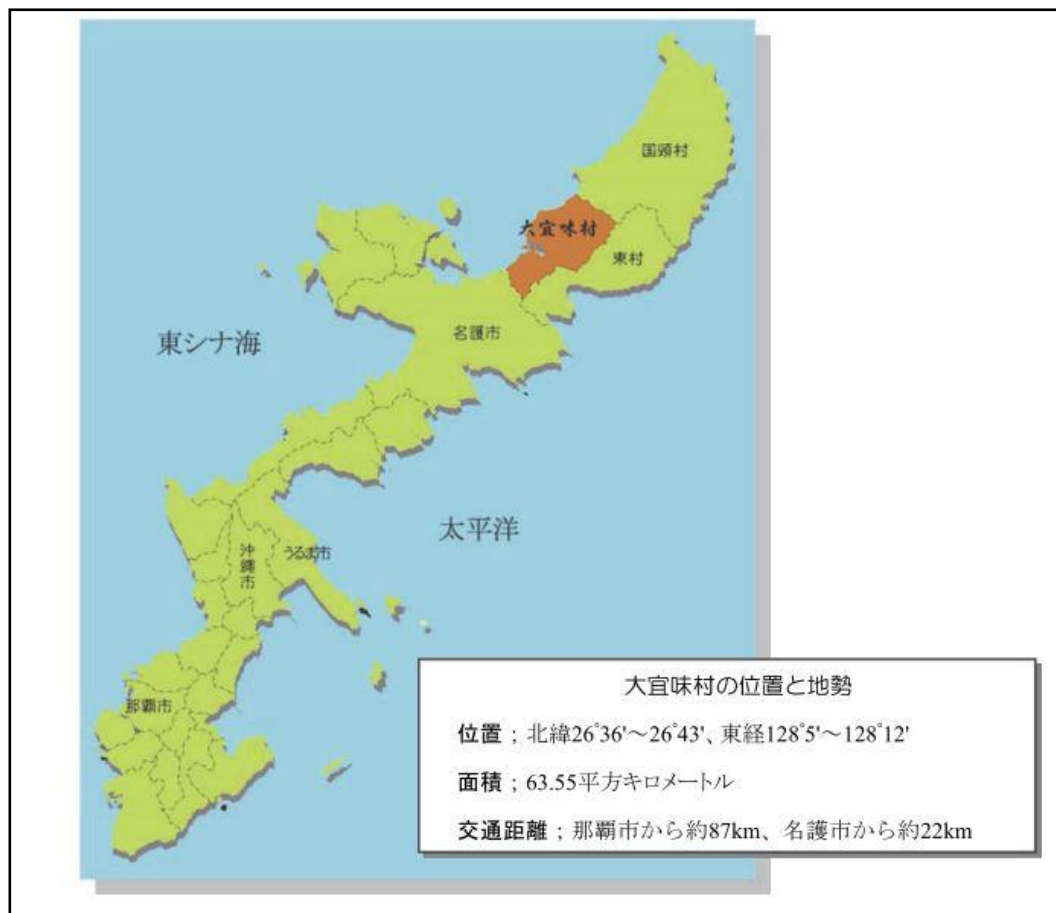 国頭村
大宜味村
東村
名護市
東シナ海
太平洋
沖縄市
うるま市
那覇市
大宜味村の位置と地勢
位置；北緯26°36'～26°43'、東経128°5'～128°12'
面積；63.55平方キロメートル
交通距離；那覇市から約87km、名護市から約22km